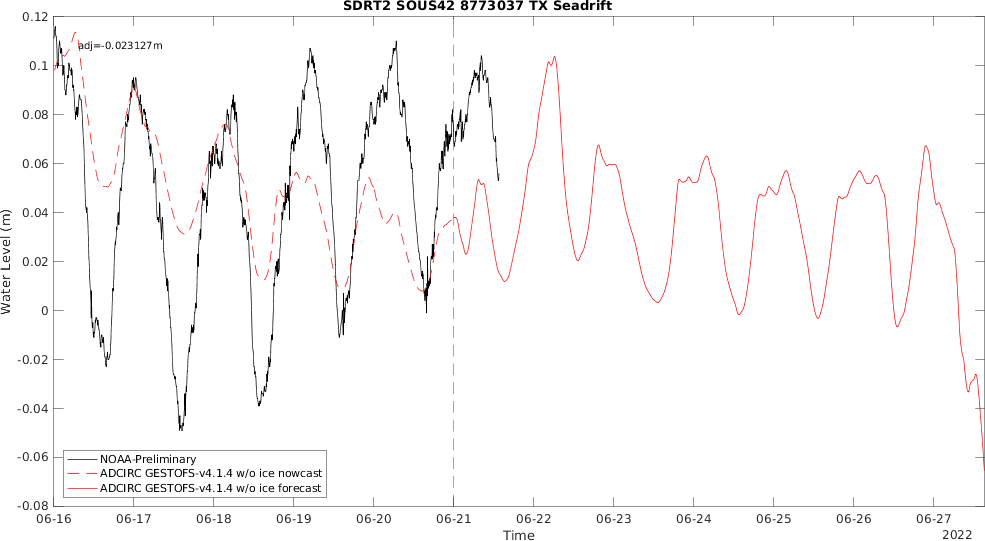 SDRT2 SOUS42 8773037 TX Seadrift
adj=-0.023127m
0.12
0.1
0.08
0.06
0.04
0.02
0
-0.02
-0.04
-0.06
-0.08
Water Level (m)
NOAA-Preliminary
ADCIRC GESTOFS-v4.1.4 w/o ice nowcast
ADCIRC GESTOFS-v4.1.4 w/o ice forecast
06-16 06-17 06-18 06-19 06-20 06-21 06-22 06-23 06-24 06-25 06-26 06-27
Time
2022